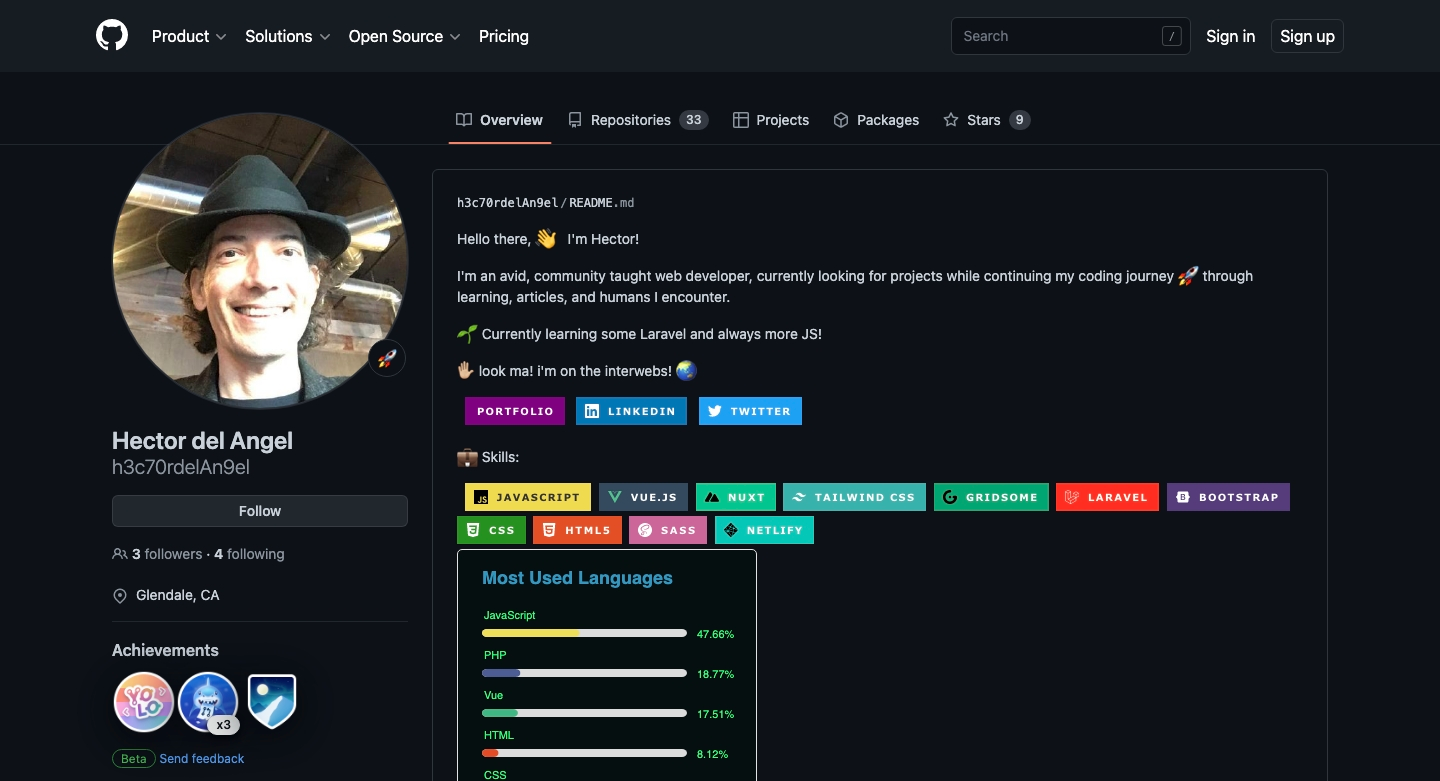 Product Solutions Open Source Pricing Search / Sign in Sign up
Overview Repositories 33 Projects Packages Stars 9
Hector del Angel
h3c70rdelAn9el
Follow
3 followers · 4 following
Glendale, CA
Achievements
YOLO
x3
Beta Send feedback
h3c70rdelAn9el/README.md
Hello there, 👋 I'm Hector!
I'm an avid, community taught web developer, currently looking for projects while continuing my coding journey 🚀 through
learning, articles, and humans I encounter.
🌱 Currently learning some Laravel and always more JS!
🖐🏼 look ma! i'm on the interwebs! 🌏
PORTFOLIO LINKEDIN TWITTER
💼 Skills:
JS JAVASCRIPT VUE.JS NUXT TAILWIND CSS GRIDSOME LARAVEL BOOTSTRAP
CSS HTML5 SASS NETLIFY
Most Used Languages
JavaScript
47.66%
PHP
18.77%
Vue
17.51%
HTML
8.12%
CSS